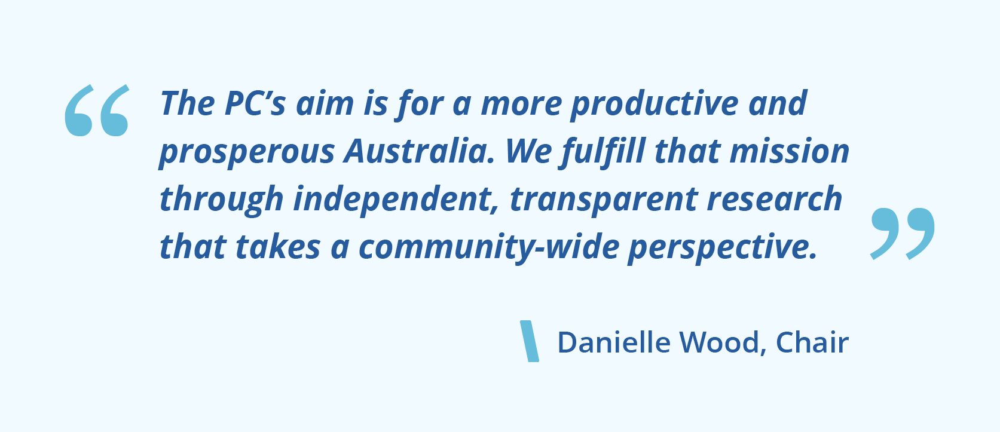 “The PC’s aim is for a more productive and
prosperous Australia. We fulfill that mission
through independent, transparent research
that takes a community-wide perspective.”
\ Danielle Wood, Chair